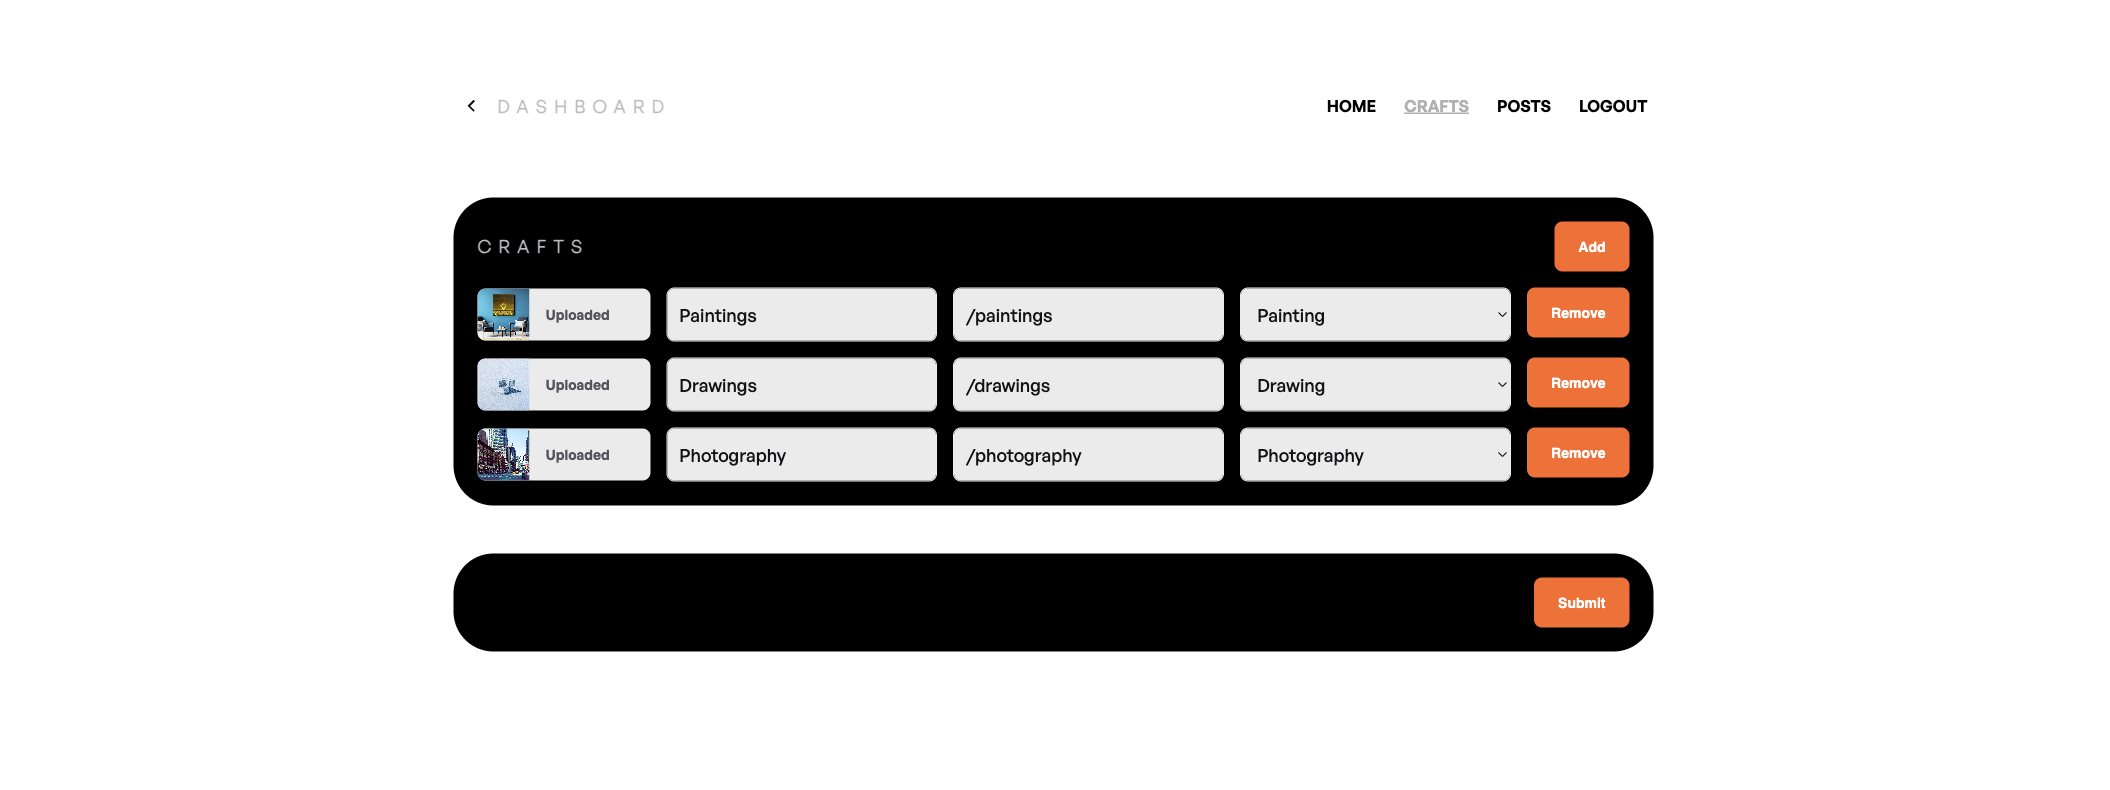 DASHBOARD HOME CRAFTS POSTS LOGOUT
CRAFTS Add
Uploaded Paintings /paintings Painting Remove
Uploaded Drawings /drawings Drawing Remove
Uploaded Photography /photography Photography Remove
Submit